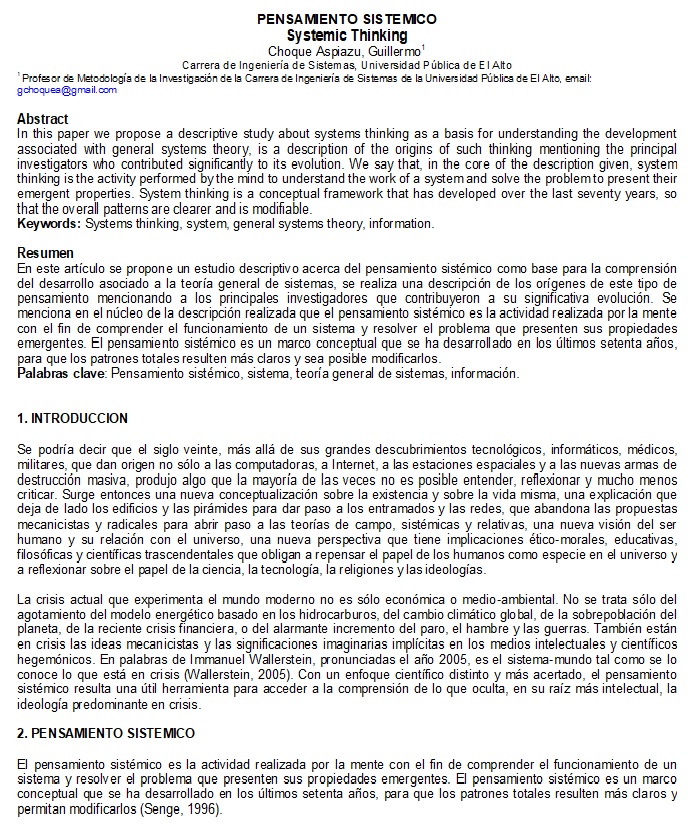 PENSAMIENTO SISTEMICO
Systemic Thinking
Choque Aspiazu, Guillermo1
Carrera de Ingeniería de Sistemas, Universidad Pública de El Alto
1 Profesor de Metodología de la Investigación de la Carrera de Ingeniería de Sistemas de la Universidad Pública de El Alto, email:
gchoquea@gmail.com
Abstract
In this paper we propose a descriptive study about systems thinking as a basis for understanding the development
associated with general systems theory, is a description of the origins of such thinking mentioning the principal
investigators who contributed significantly to its evolution. We say that, in the core of the description given, system
thinking is the activity performed by the mind to understand the work of a system and solve the problem to present their
emergent properties. System thinking is a conceptual framework that has developed over the last seventy years, so
that the overall patterns are clearer and is modifiable.
Keywords: Systems thinking, system, general systems theory, information.
Resumen
En este artículo se propone un estudio descriptivo acerca del pensamiento sistémico como base para la comprensión
del desarrollo asociado a la teoría general de sistemas, se realiza una descripción de los orígenes de este tipo de
pensamiento mencionando a los principales investigadores que contribuyeron a su significativa evolución. Se
menciona en el núcleo de la descripción realizada que el pensamiento sistémico es la actividad realizada por la mente
con el fin de comprender el funcionamiento de un sistema y resolver el problema que presenten sus propiedades
emergentes. El pensamiento sistémico es un marco conceptual que se ha desarrollado en los últimos setenta años,
para que los patrones totales resulten más claros y sea posible modificarlos.
Palabras clave: Pensamiento sistémico, sistema, teoría general de sistemas, información.
1. INTRODUCCION
Se podría decir que el siglo veinte, más allá de sus grandes descubrimientos tecnológicos, informáticos, médicos,
militares, que dan origen no sólo a las computadoras, a Internet, a las estaciones espaciales y a las nuevas armas de
destrucción masiva, produjo algo que la mayoría de las veces no es posible entender, reflexionar y mucho menos
criticar. Surge entonces una nueva conceptualización sobre la existencia y sobre la vida misma, una explicación que
deja de lado los edificios y las pirámides para dar paso a los entramados y las redes, que abandona las propuestas
mecanicistas y radicales para abrir paso a las teorías de campo, sistémicas y relativas, una nueva visión del ser
humano y su relación con el universo, una nueva perspectiva que tiene implicaciones ético-morales, educativas,
filosóficas y científicas trascendentales que obligan a repensar el papel de los humanos como especie en el universo y
a reflexionar sobre el papel de la ciencia, la tecnología, la religiones y las ideologías.
La crisis actual que experimenta el mundo moderno no es sólo económica o medio-ambiental. No se trata sólo del
agotamiento del modelo energético basado en los hidrocarburos, del cambio climático global, de la sobrepoblación del
planeta, de la reciente crisis financiera, o del alarmante incremento del paro, el hambre y las guerras. También están
en crisis las ideas mecanicistas y las significaciones imaginarias implícitas en los medios intelectuales y científicos
hegemónicos. En palabras de Immanuel Wallerstein, pronunciadas el año 2005, es el sistema-mundo tal como se lo
conoce lo que está en crisis (Wallerstein, 2005). Con un enfoque científico distinto y más acertado, el pensamiento
sistémico resulta una útil herramienta para acceder a la comprensión de lo que oculta, en su raíz más intelectual, la
ideología predominante en crisis.
2. PENSAMIENTO SISTEMICO
El pensamiento sistémico es la actividad realizada por la mente con el fin de comprender el funcionamiento de un
sistema y resolver el problema que presenten sus propiedades emergentes. El pensamiento sistémico es un marco
conceptual que se ha desarrollado en los últimos setenta años, para que los patrones totales resulten más claros y
permitan modificarlos (Senge, 1996).